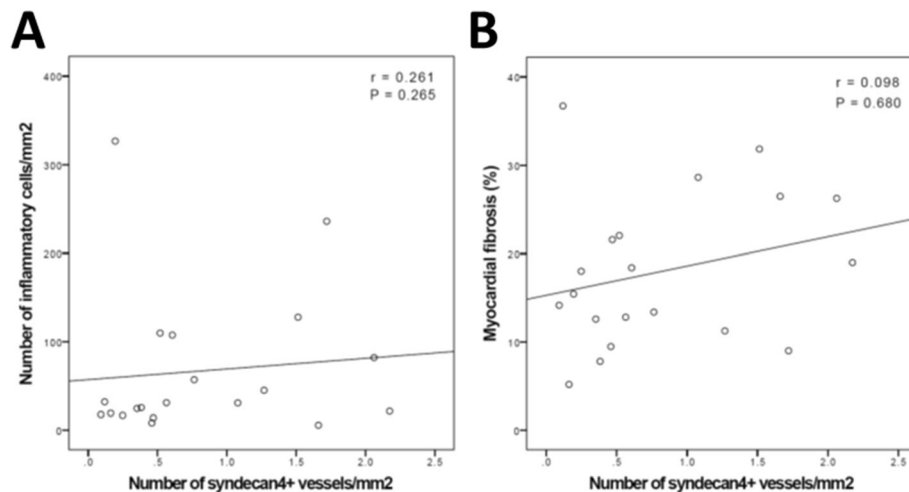 A
r = 0.261
P = 0.265
Number of inflammatory cells/mm2
400
300
200
100
0
.0 .5 1.0 1.5 2.0 2.5
Number of syndecan4+ vessels/mm2
B
r = 0.098
P = 0.680
Myocardial fibrosis (%)
40
30
20
10
0
.0 .5 1.0 1.5 2.0 2.5
Number of syndecan4+ vessels/mm2